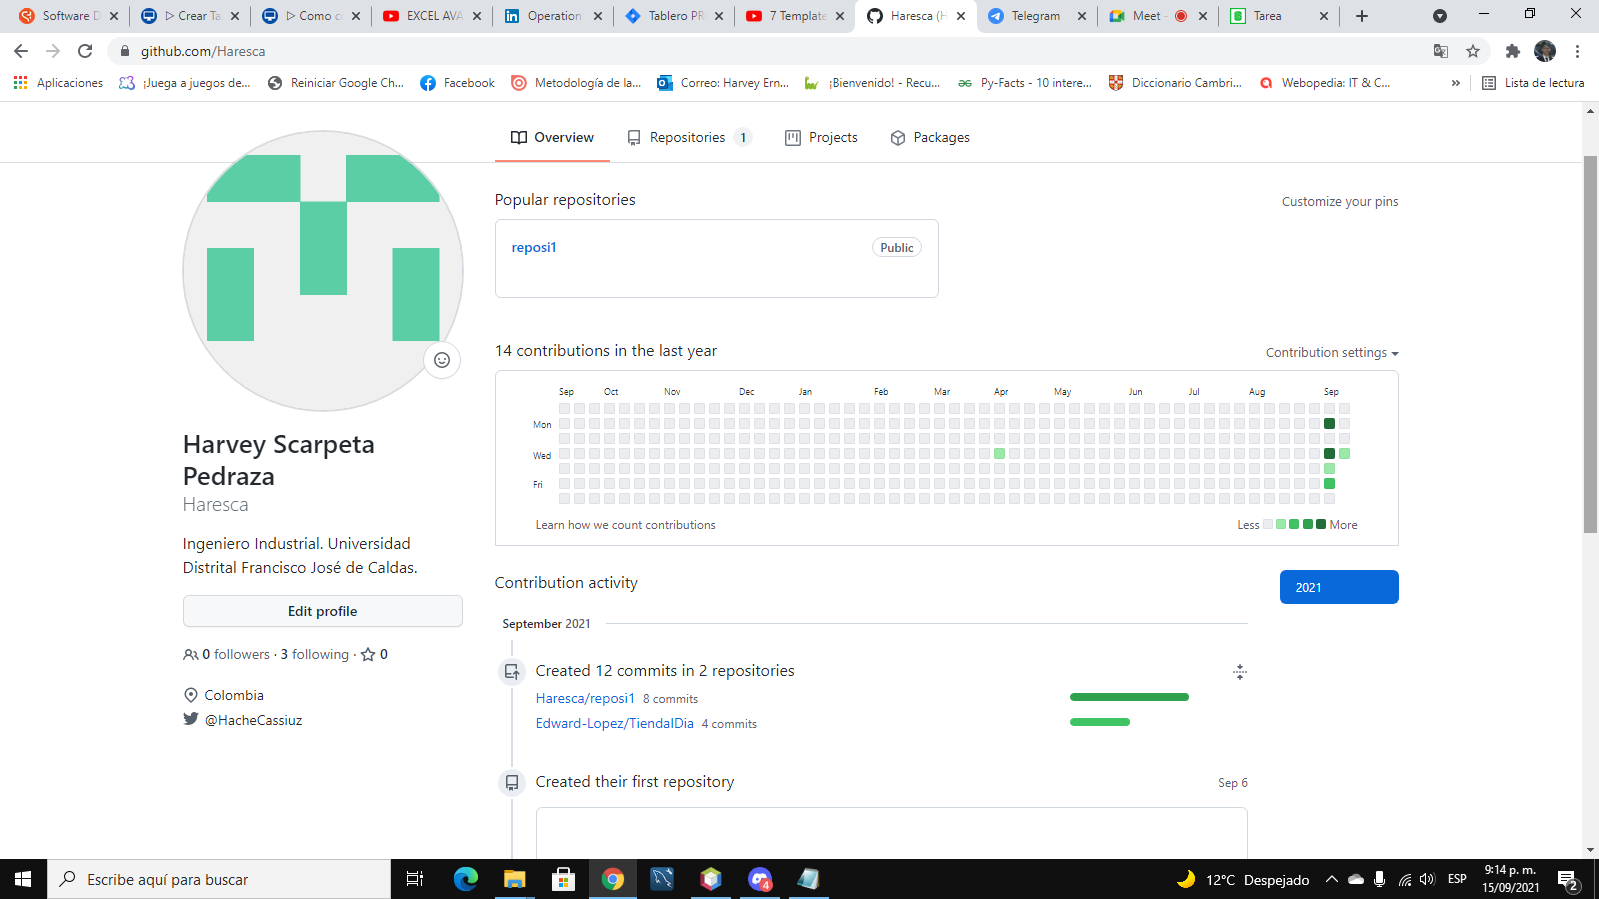 Software D
▷ Crear Ta
▷ Como c
EXCEL AVA
Operation
Tablero PR
7 Template
Haresca (H
Telegram
Meet -
Tarea
github.com/Haresca
Aplicaciones
¡Juega a juegos de...
Reiniciar Google Ch...
Facebook
Metodología de la...
Correo: Harvey Ern...
¡Bienvenido! - Recu...
Py-Facts - 10 intere...
Diccionario Cambri...
Webopedia: IT & C...
»
Lista de lectura
Overview
Repositories 1
Projects
Packages
Harvey Scarpeta
Pedraza
Haresca
Ingeniero Industrial. Universidad
Distrital Francisco José de Caldas.
Edit profile
0 followers · 3 following · 0
Colombia
@HacheCassiuz
Popular repositories
Customize your pins
reposi1
Public
14 contributions in the last year
Contribution settings
Sep Oct Nov Dec Jan Feb Mar Apr May Jun Jul Aug Sep
Mon
Wed
Fri
Learn how we count contributions
Less More
Contribution activity
2021
September 2021
Created 12 commits in 2 repositories
Haresca/reposi1 8 commits
Edward-Lopez/TiendalDia 4 commits
Created their first repository
Sep 6
Escribe aquí para buscar
4
12°C Despejado
ESP
9:14 p. m.
15/09/2021
2